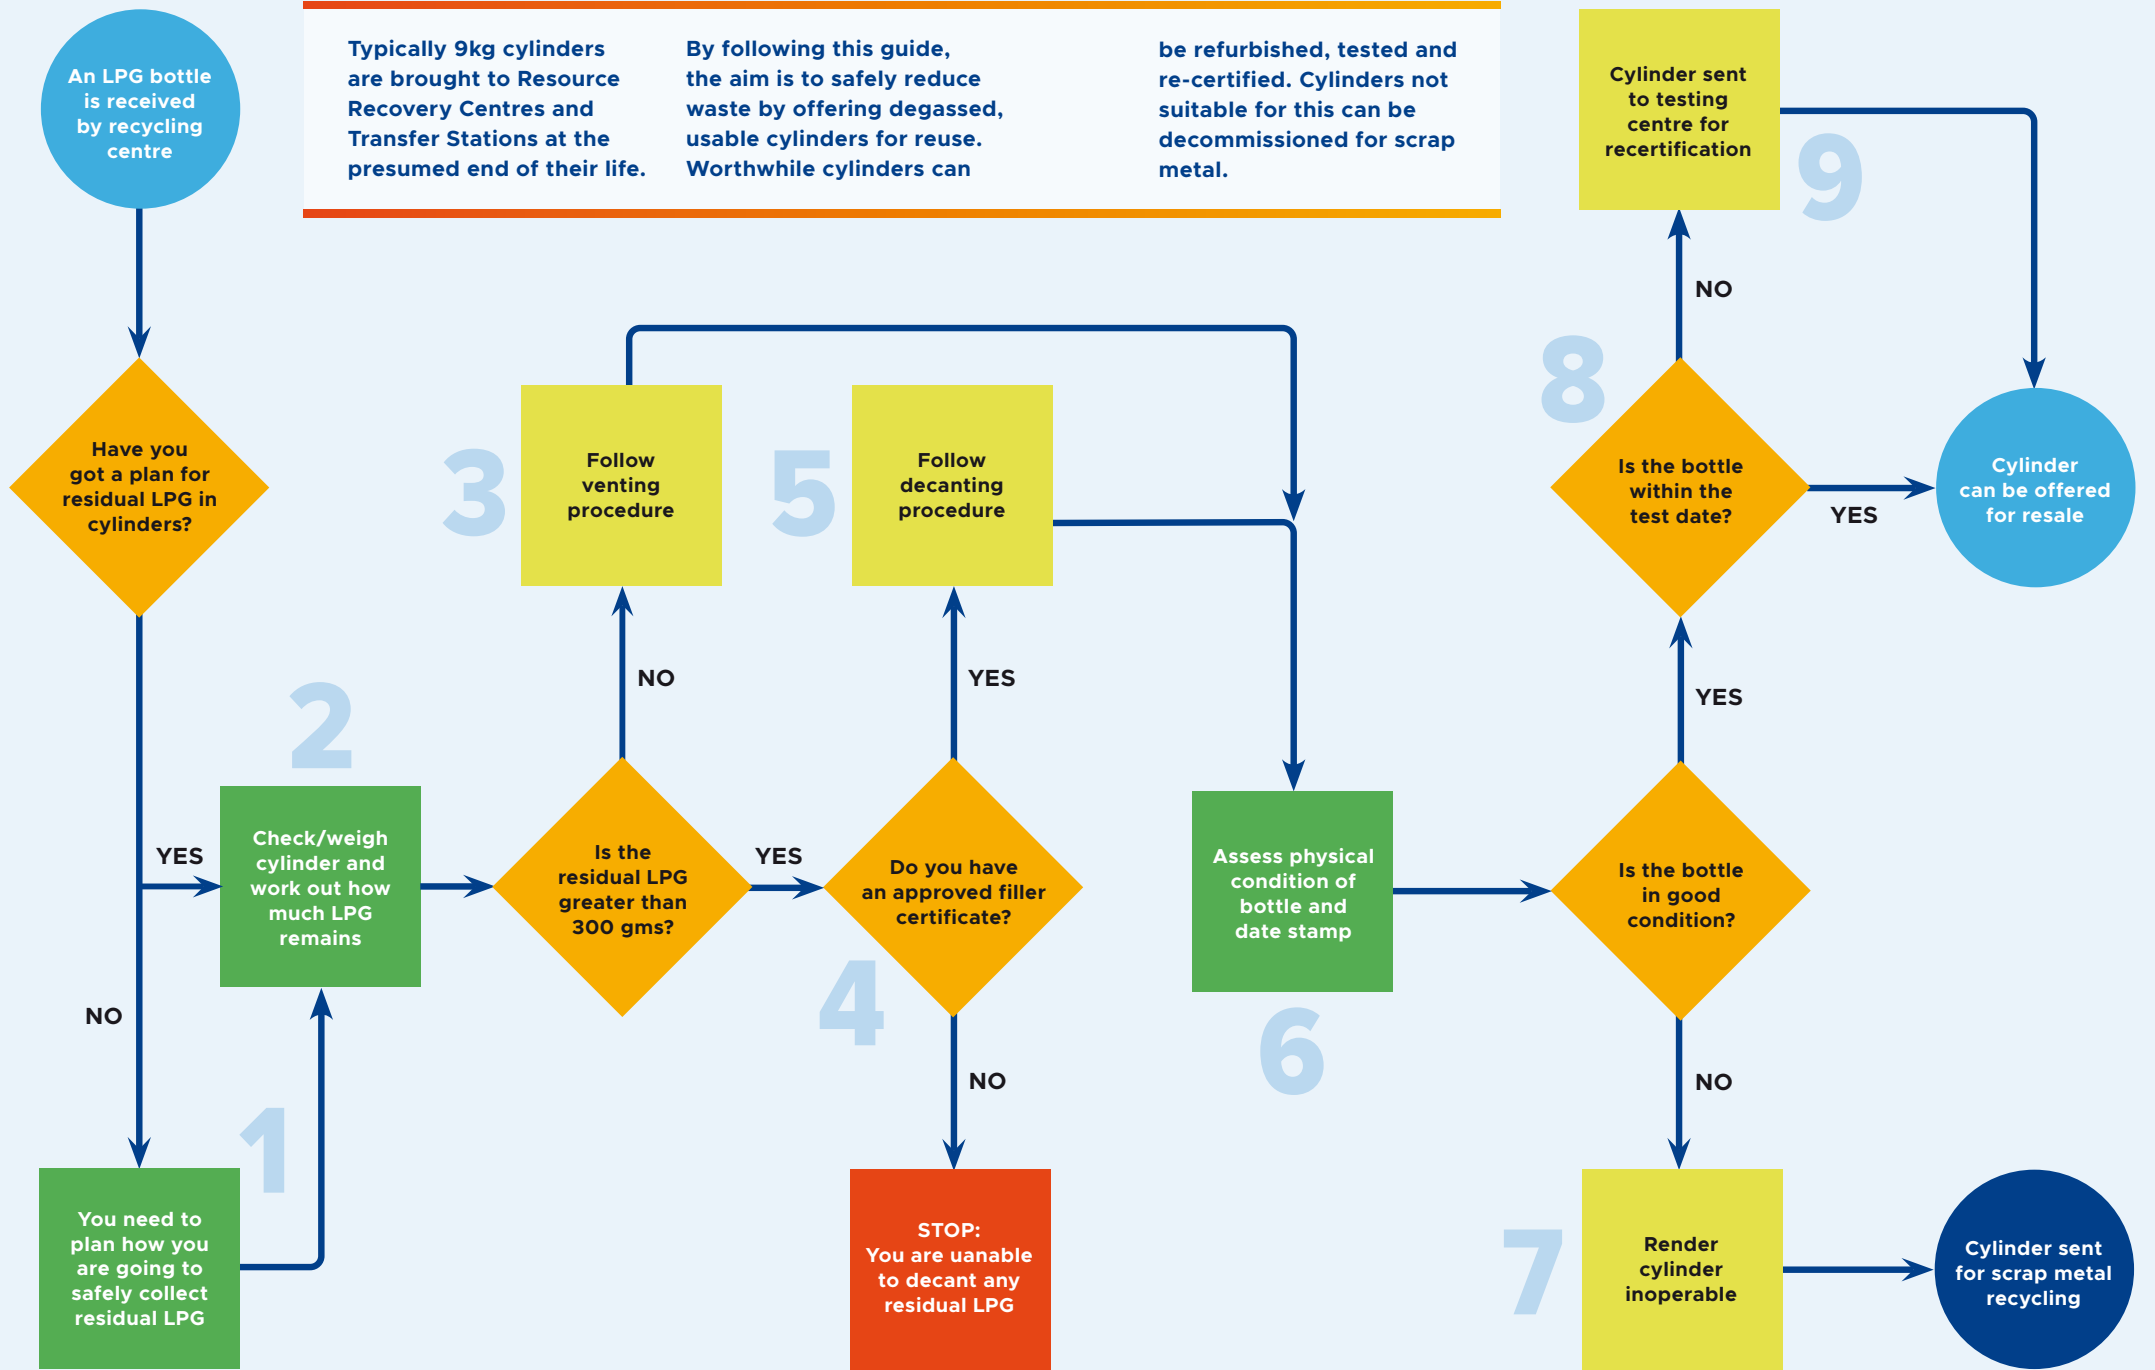 An LPG bottle
is received
by recycling
centre
Typically 9kg cylinders
are brought to Resource
Recovery Centres and
Transfer Stations at the
presumed end of their life.
By following this guide,
the aim is to safely reduce
waste by offering degassed,
usable cylinders for reuse.
Worthwhile cylinders can
be refurbished, tested and
re-certified. Cylinders not
suitable for this can be
decommissioned for scrap
metal.
Have you
got a plan for
residual LPG in
cylinders?
YES
NO
1
You need to
plan how you
are going to
safely collect
residual LPG
2
Check/weigh
cylinder and
work out how
much LPG
remains
Is the
residual LPG
greater than
300 gms?
NO
YES
3
Follow
venting
procedure
4
Do you have
an approved filler
certificate?
YES
NO
5
Follow
decanting
procedure
STOP:
You are uanable
to decant any
residual LPG
6
Assess physical
condition of
bottle and
date stamp
Is the bottle
in good
condition?
YES
NO
7
Render
cylinder
inoperable
Cylinder sent
for scrap metal
recycling
8
Is the bottle
within the
test date?
NO
YES
9
Cylinder sent
to testing
centre for
recertification
Cylinder
can be offered
for resale